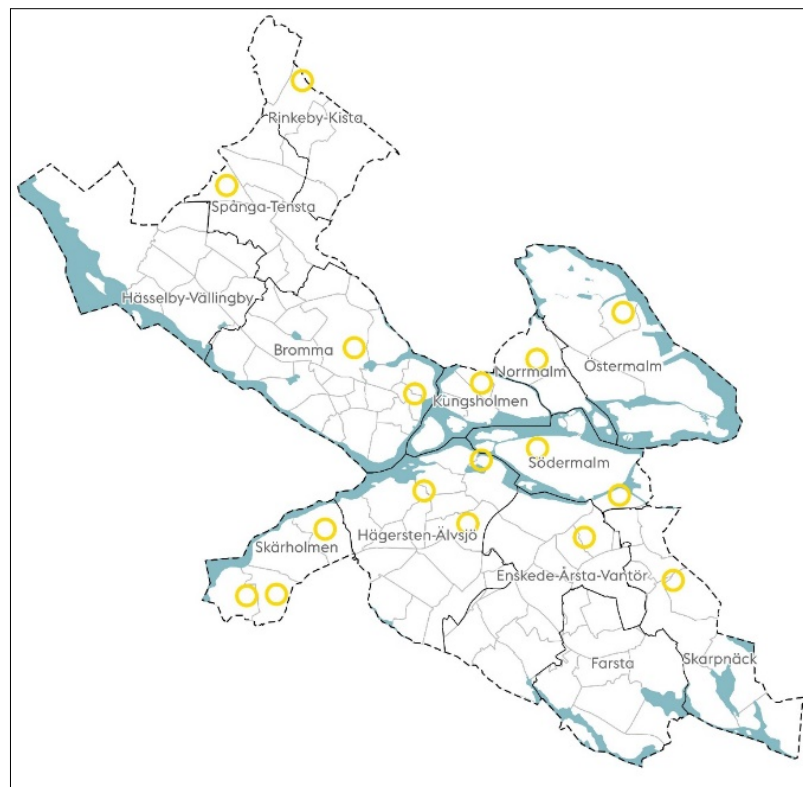 Rinkeby-Kista
Spånga-Tensta
Hässelby-Vällingby
Bromma
Norrmalm
Östermalm
Kungsholmen
Södermalm
Hägersten-Älvsjö
Skärholmen
Enskede-Årsta-Vantör
Skarpnäck
Farsta